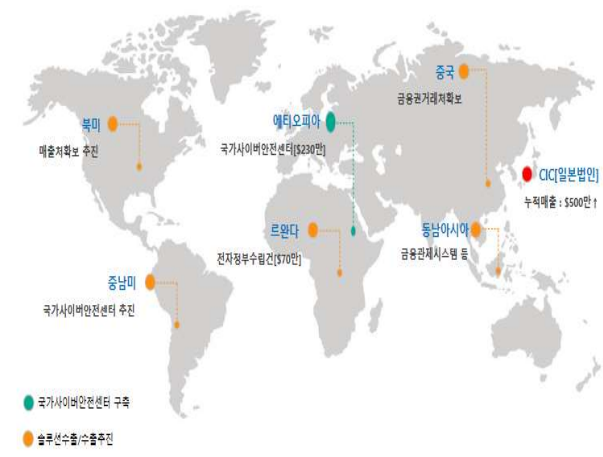 중국
금융권거래처확보
북미
매출처확보 추진
에티오피아
국가사이버안전센터[$230만]
CIC[일본법인]
누적매출 : $500만↑
르완다
전자정부수립건[$70만]
동남아시아
금융관제시스템 등
중남미
국가사이버안전센터 추진
국가사이버안전센터 구축
솔루션수출/수출추진